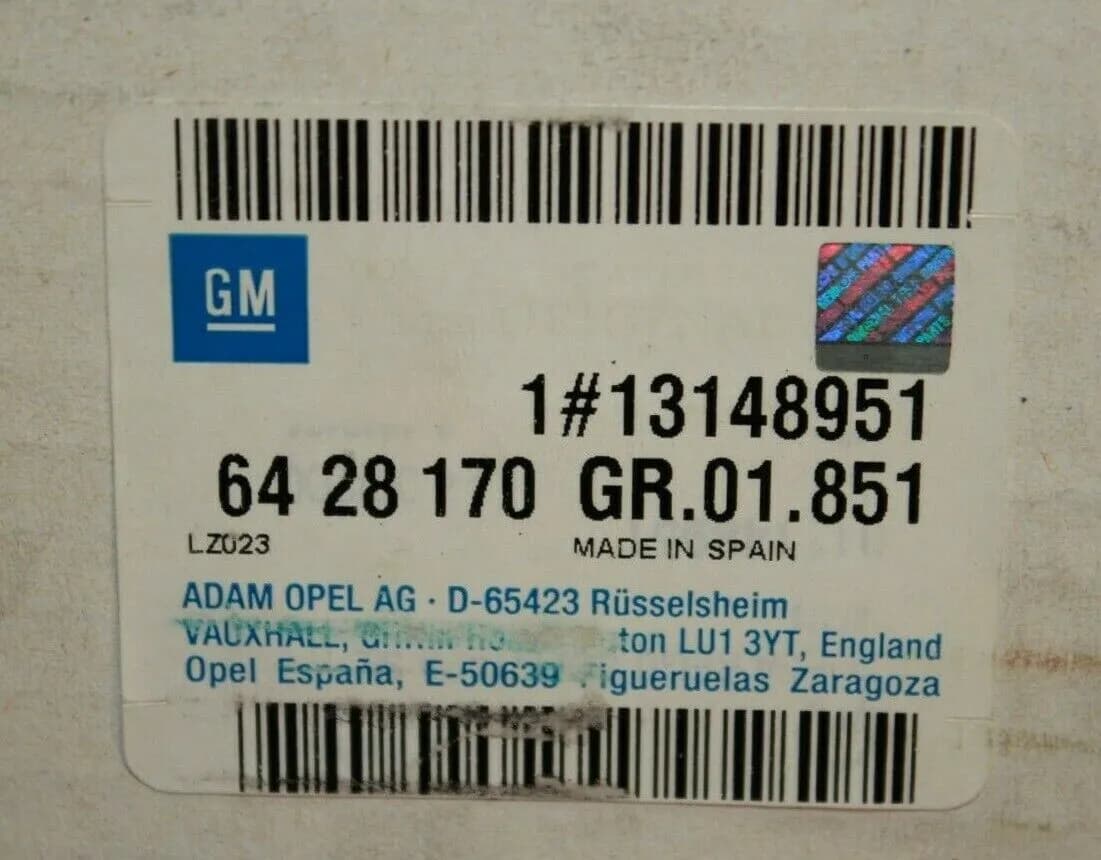 GM
1#13148951
64 28 170 GR.01.851
LZ023
MADE IN SPAIN
ADAM OPEL AG · D-65423 Rüsselsheim
VAUXHALL, LU1 3YT, England
Opel España, E-50639 Figueruelas Zaragoza